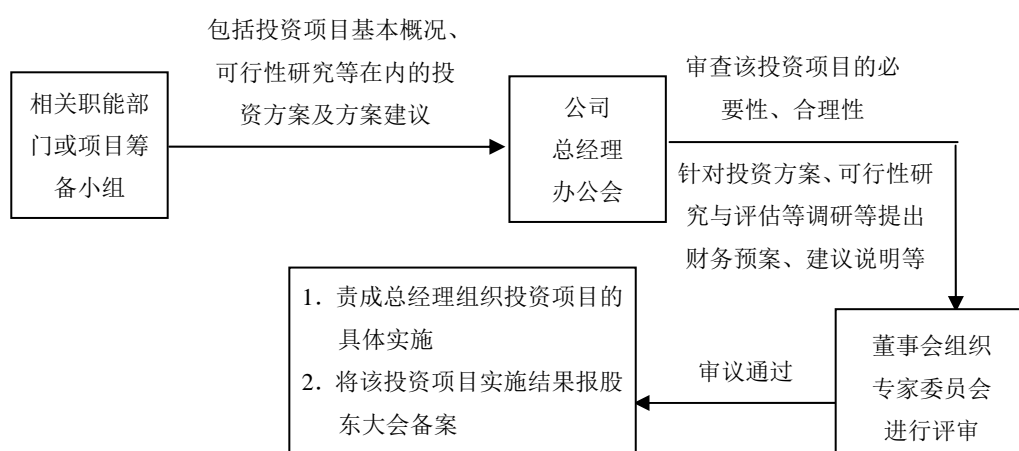 相关职能部
门或项目筹
备小组
包括投资项目基本概况、
可行性研究等在内的投
资方案及方案建议
公司
总经理
办公会
审查该投资项目的必
要性、合理性
针对投资方案、可行性研
究与评估等调研等提出
财务预案、建议说明等
董事会组织
专家委员会
进行评审
审议通过
1．责成总经理组织投资项目的
具体实施
2．将该投资项目实施结果报股
东大会备案